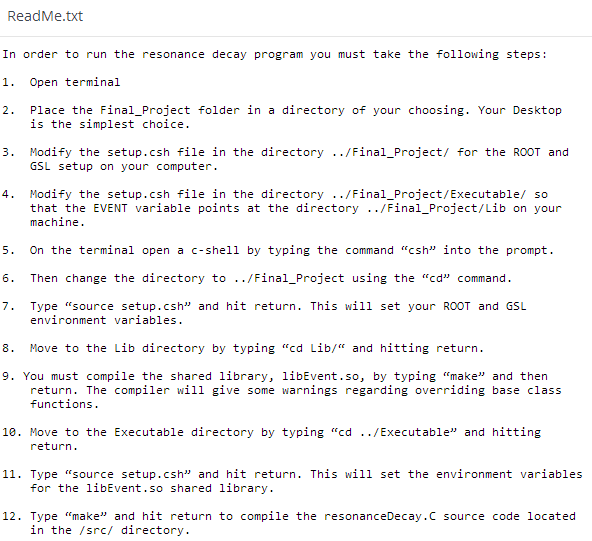 ReadMe.txt
In order to run the resonance decay program you must take the following steps:
1. Open terminal
2. Place the Final_Project folder in a directory of your choosing. Your Desktop
is the simplest choice.
3. Modify the setup.csh file in the directory ../Final_Project/ for the ROOT and
GSL setup on your computer.
4. Modify the setup.csh file in the directory ../Final_Project/Executable/ so
that the EVENT variable points at the directory ../Final_Project/Lib on your
machine.
5. On the terminal open a c-shell by typing the command “csh” into the prompt.
6. Then change the directory to ../Final_Project using the “cd” command.
7. Type “source setup.csh” and hit return. This will set your ROOT and GSL
environment variables.
8. Move to the Lib directory by typing “cd Lib/“ and hitting return.
9. You must compile the shared library, libEvent.so, by typing “make” and then
return. The compiler will give some warnings regarding overriding base class
functions.
10. Move to the Executable directory by typing “cd ../Executable” and hitting
return.
11. Type “source setup.csh” and hit return. This will set the environment variables
for the libEvent.so shared library.
12. Type “make” and hit return to compile the resonanceDecay.C source code located
in the /src/ directory.